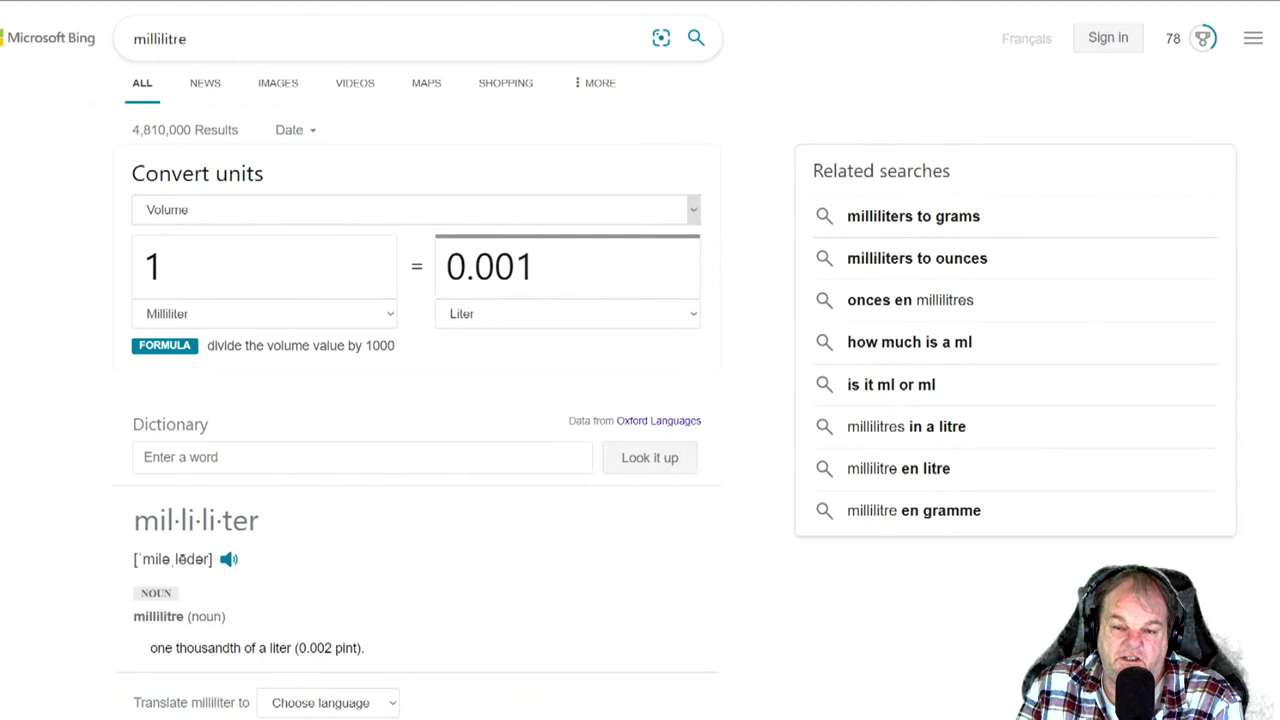 Microsoft Bing
millilitre
Français
Sign in
78
ALL
NEWS
IMAGES
VIDEOS
MAPS
SHOPPING
MORE
4,810,000 Results
Date
Convert units
Volume
1
=
0.001
Milliliter
Liter
FORMULA divide the volume value by 1000
Dictionary
Data from Oxford Languages
Enter a word
Look it up
mil·li·li·ter
[ˈmiləˌlēdər]
NOUN
millilitre (noun)
one thousandth of a liter (0.002 pint).
Translate milliliter to
Choose language
Related searches
milliliters to grams
milliliters to ounces
onces en millilitres
how much is a ml
is it ml or ml
millilitres in a litre
millilitre en litre
millilitre en gramme